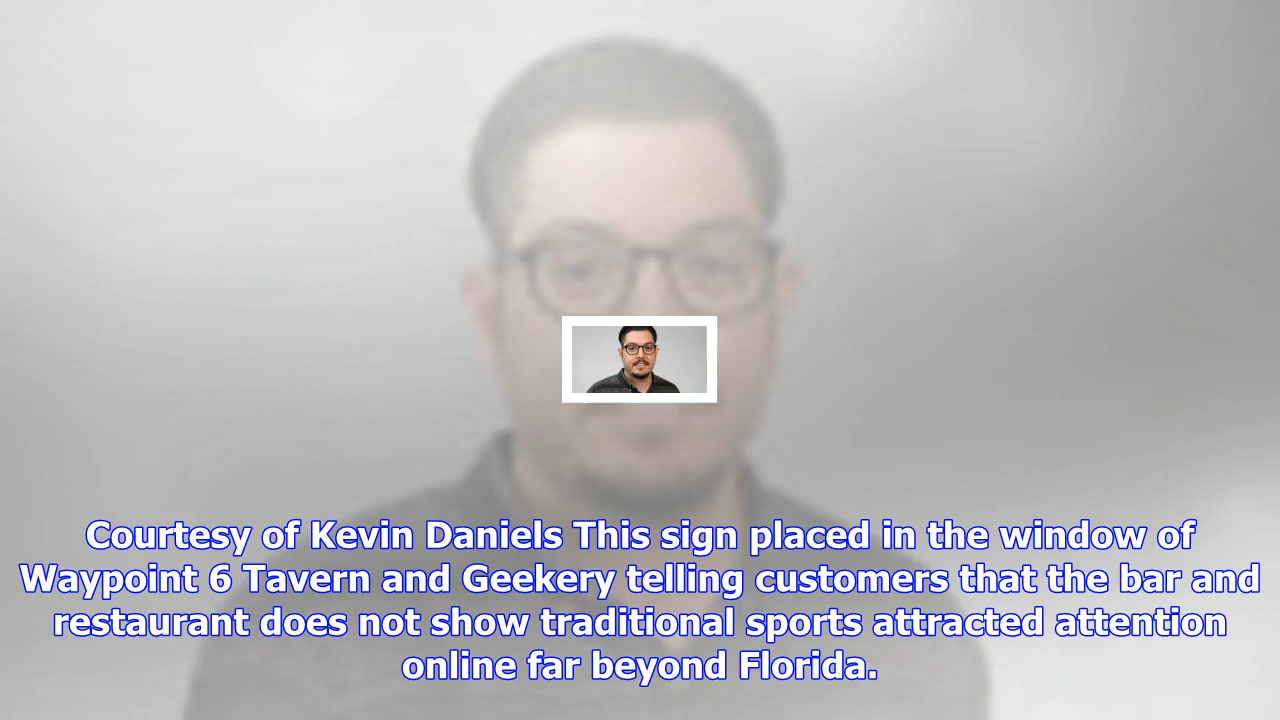 Courtesy of Kevin Daniels This sign placed in the window of
Waypoint 6 Tavern and Geekery telling customers that the bar and
restaurant does not show traditional sports attracted attention
online far beyond Florida.